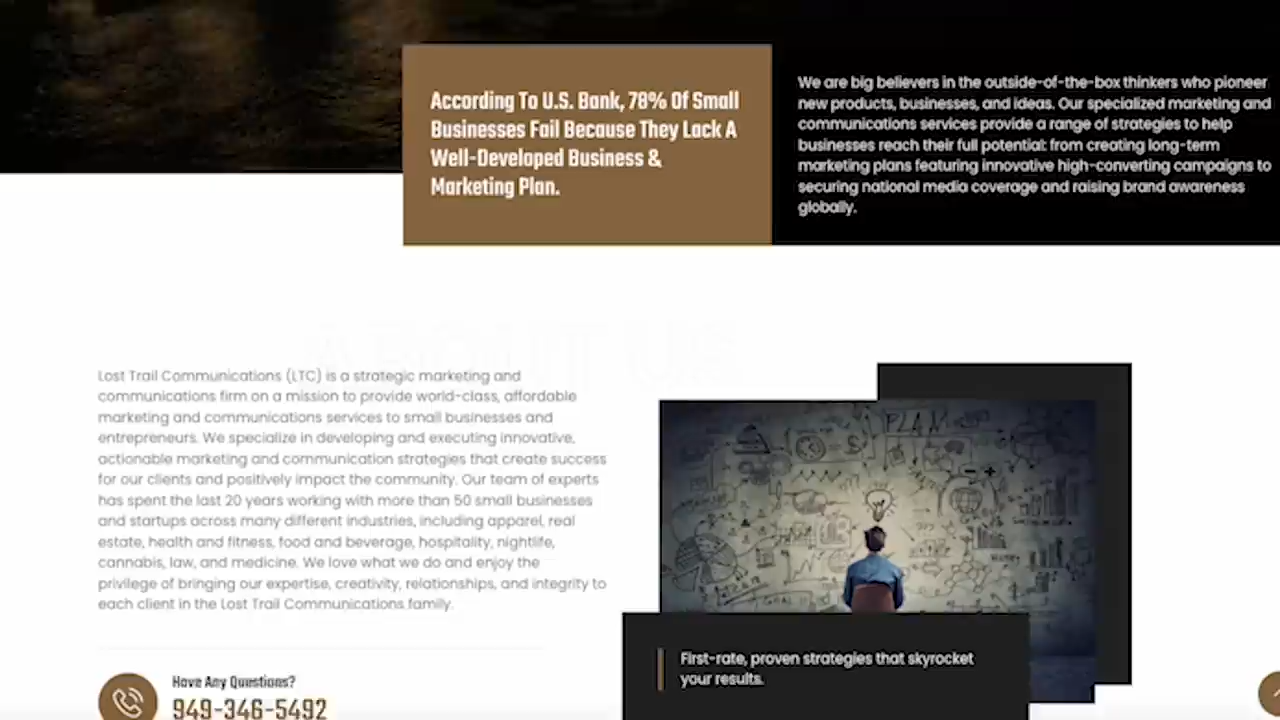 According To U.S. Bank, 78% Of Small
Businesses Fail Because They Lack A
Well-Developed Business &
Marketing Plan.
We are big believers in the outside-of-the-box thinkers who pioneer
new products, businesses, and ideas. Our specialized marketing and
communications services provide a range of strategies to help
businesses reach their full potential: from creating long-term
marketing plans featuring innovative high-converting campaigns to
securing national media coverage and raising brand awareness
globally.
ABOUT US
Lost Trail Communications (LTC) is a strategic marketing and
communications firm on a mission to provide world-class, affordable
marketing and communications services to small businesses and
entrepreneurs. We specialize in developing and executing innovative,
actionable marketing and communication strategies that create success
for our clients and positively impact the community. Our team of experts
has spent the last 20 years working with more than 50 small businesses
and startups across many different industries, including apparel, real
estate, health and fitness, food and beverage, hospitality, nightlife,
cannabis, law, and medicine. We love what we do and enjoy the
privilege of bringing our expertise, creativity, relationships, and integrity to
each client in the Lost Trail Communications family.
PLAN
First-rate, proven strategies that skyrocket
your results.
Have Any Questions?
949-346-5492